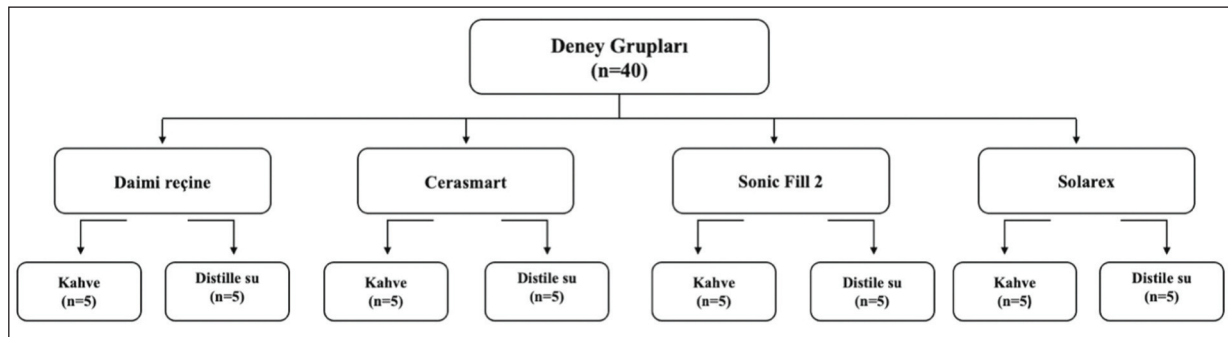 Deney Grupları
(n=40)
Daimi reçine
Cerasmart
Sonic Fill 2
Solarex
Kahve
(n=5)
Distille su
(n=5)
Kahve
(n=5)
Distile su
(n=5)
Kahve
(n=5)
Distile su
(n=5)
Kahve
(n=5)
Distile su
(n=5)